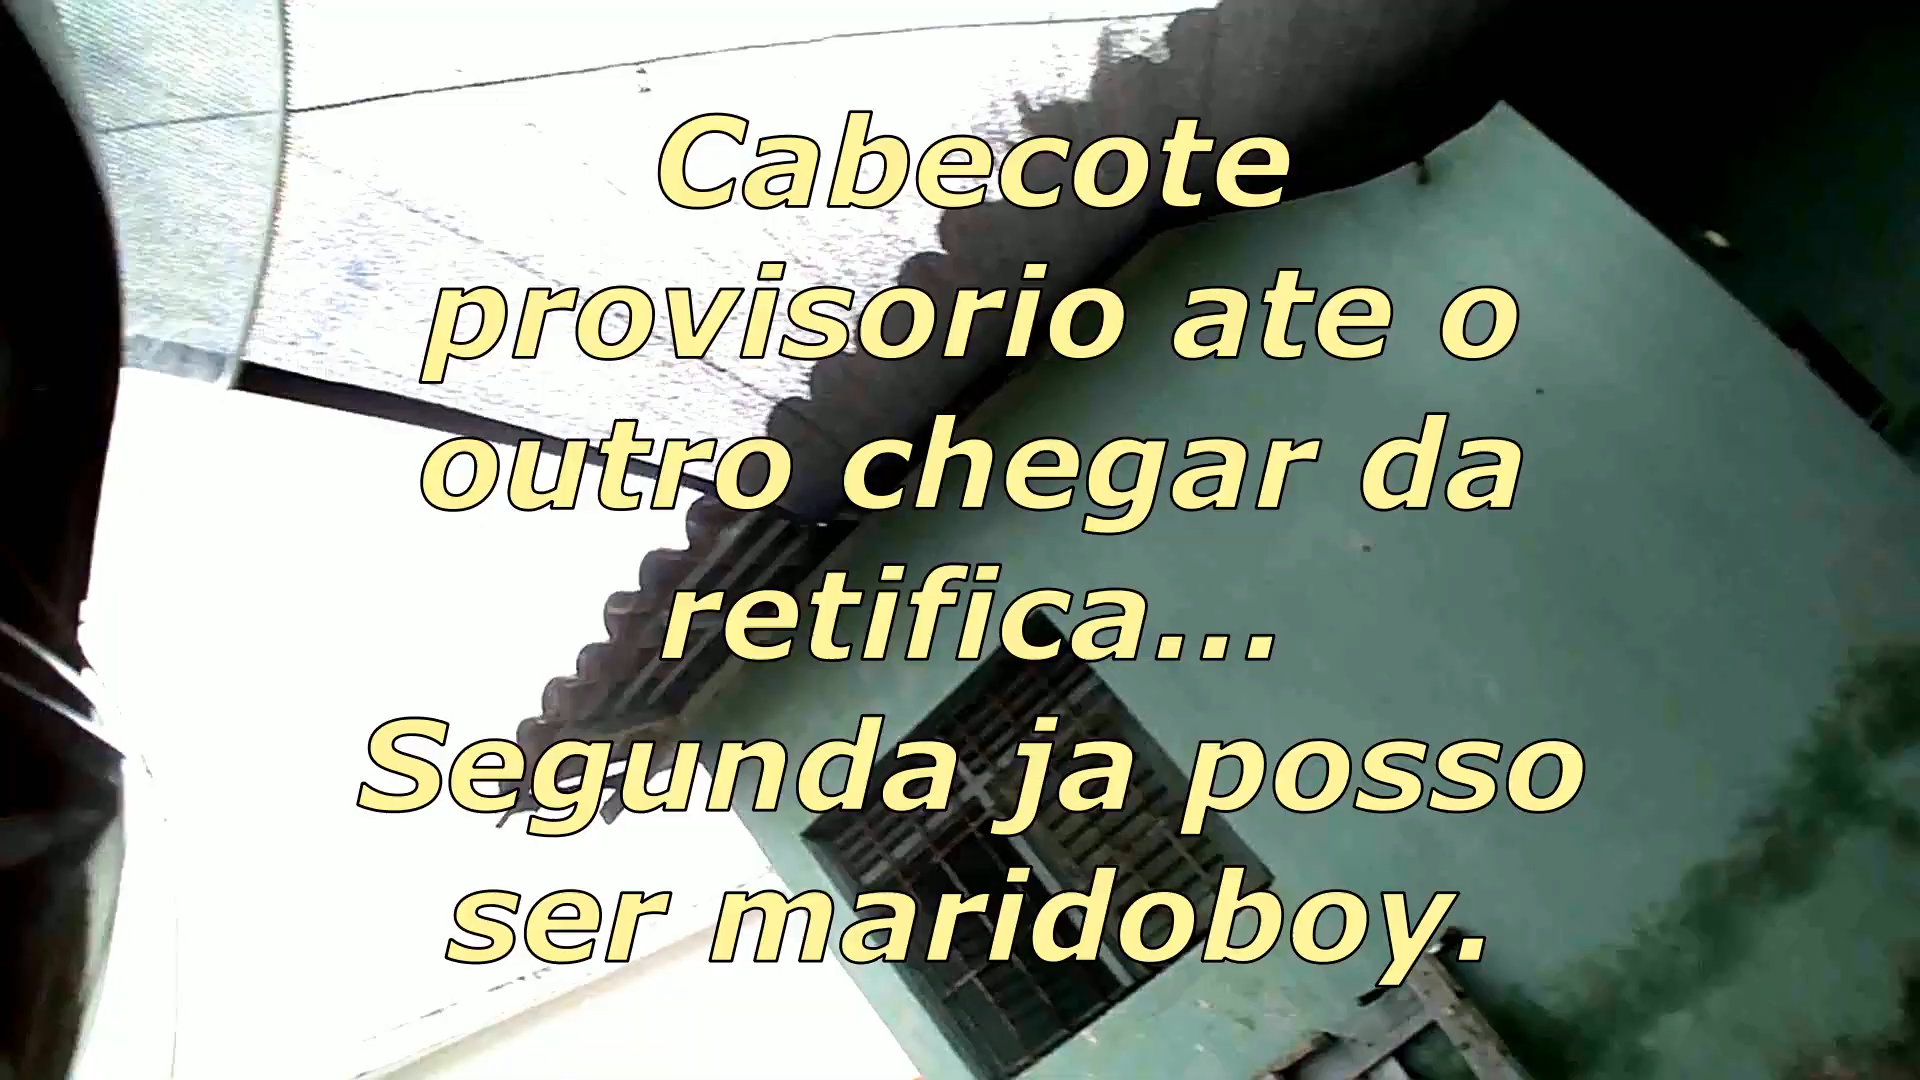 Cabecote
provisorio ate o
outro chegar da
retifica...
Segunda ja posso
ser maridoboy.